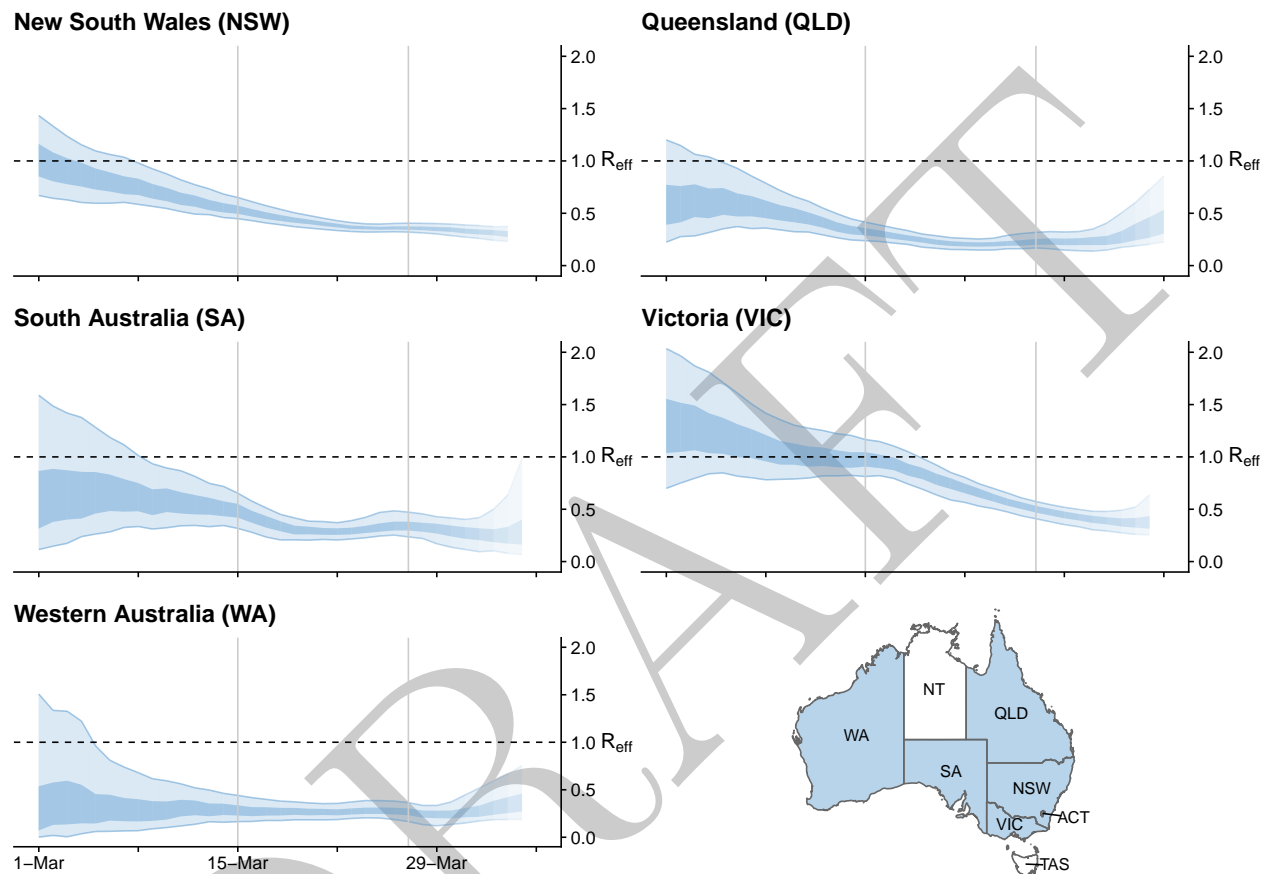 New South Wales (NSW)
2.0
1.5
1.0 Reff
0.5
0.0
Queensland (QLD)
2.0
1.5
1.0 Reff
0.5
0.0
South Australia (SA)
2.0
1.5
1.0 Reff
0.5
0.0
Victoria (VIC)
2.0
1.5
1.0 Reff
0.5
0.0
Western Australia (WA)
2.0
1.5
1.0 Reff
0.5
0.0
1–Mar 15–Mar 29–Mar
NT
QLD
WA
SA
NSW
VIC
ACT
TAS
DRAFT